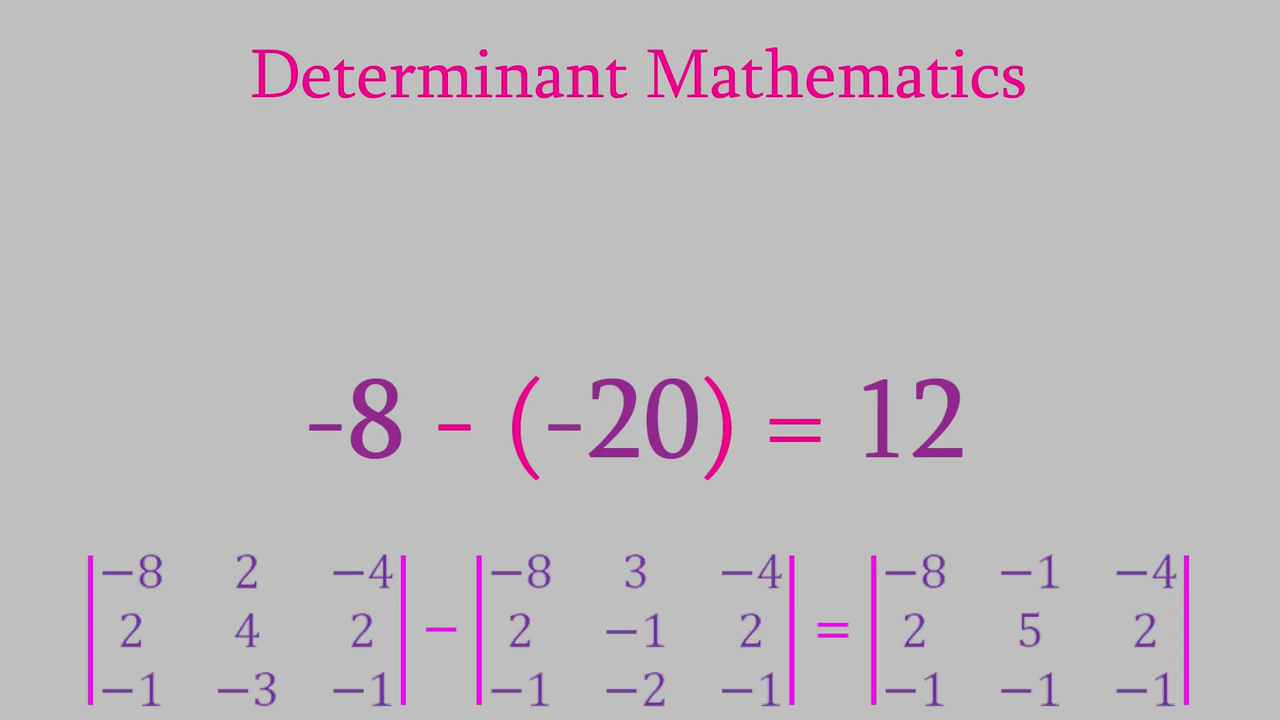 Determinant Mathematics
-8 - (-20) = 12
|−8 2 −4| |−8 3 −4| |−8 −1 −4|
|2 4 2| − |2 −1 2| = |2 5 2|
|−1 −3 −1| |−1 −2 −1| |−1 −1 −1|